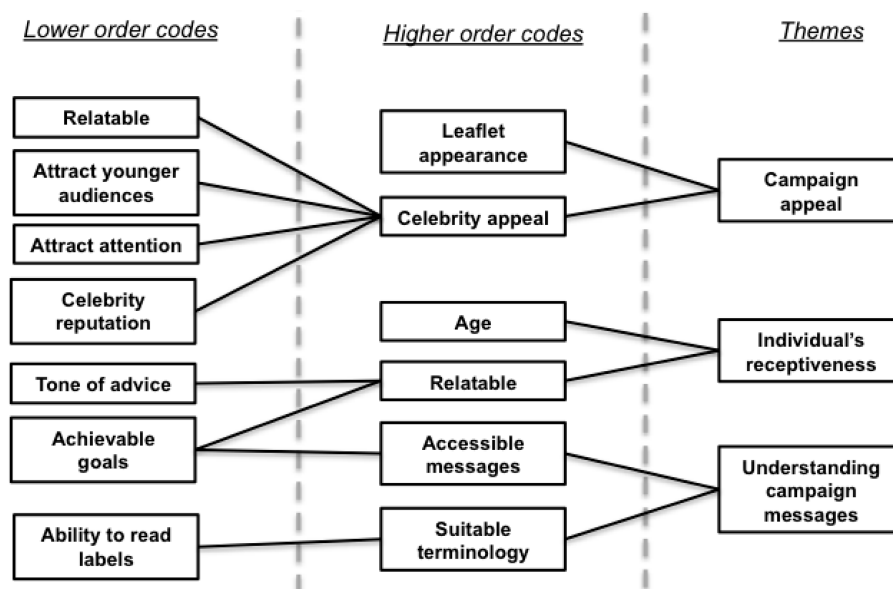 Lower order codes
Higher order codes
Themes
Relatable
Attract younger
audiences
Attract attention
Celebrity
reputation
Tone of advice
Achievable
goals
Ability to read
labels
Leaflet
appearance
Celebrity appeal
Age
Relatable
Accessible
messages
Suitable
terminology
Campaign
appeal
Individual’s
receptiveness
Understanding
campaign
messages